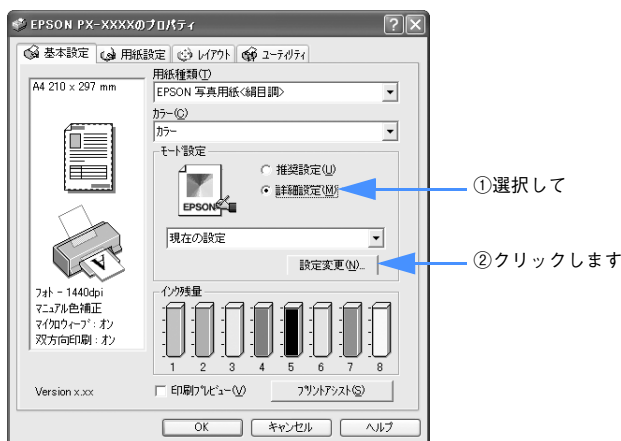 EPSON PX-XXXXのプロパティ
基本設定 用紙設定 レイアウト ユーティリティ
A4 210 × 297 mm
用紙種類(T)
EPSON 写真用紙<絹目調>
カラー(C)
カラー
モード設定
EPSON
推奨設定(U)
詳細設定(M)
①選択して
現在の設定
設定変更(N)...
②クリックします
フォト - 1440dpi
マニュアル色補正
マイクロウィーブ : オン
双方向印刷 : オン
インク残量
1 2 3 4 5 6 7 8
Version x.xx
印刷プレビュー(V)
プリントアシスト(S)
OK キャンセル ヘルプ